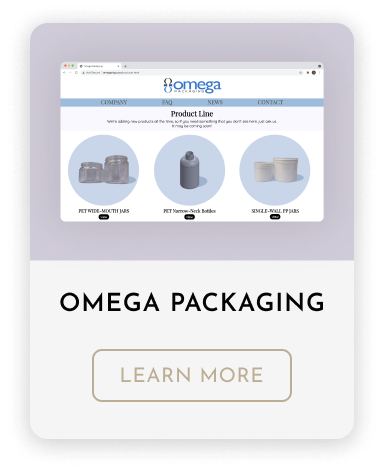 omega
PACKAGING
COMPANY FAQ NEWS CONTACT
Product Line
We're adding new products all the time, so if you need something that you don't see here, just ask us.
It may be coming soon!
PET WIDE-MOUTH JARS PET Narrow-Neck Bottles SINGLE-WALL PP JARS
OMEGA PACKAGING
LEARN MORE